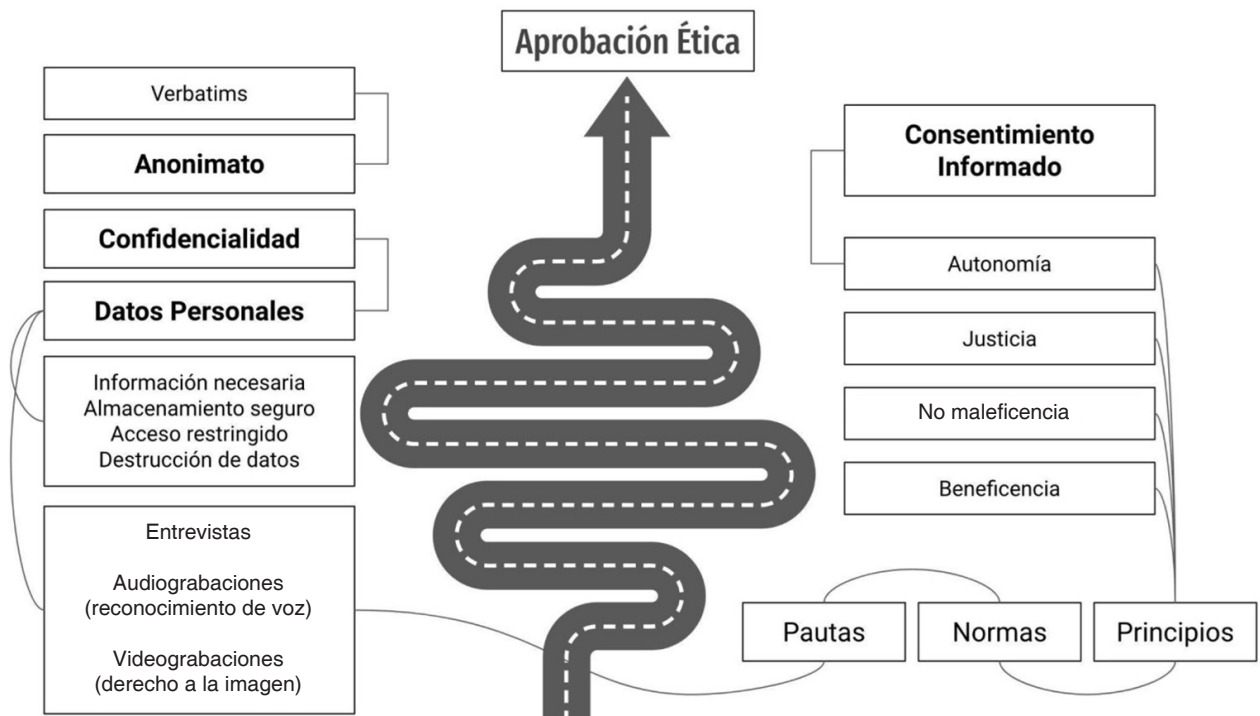 Aprobación Ética
Verbatims
Anonimato
Confidencialidad
Datos Personales
Información necesaria
Almacenamiento seguro
Acceso restringido
Destrucción de datos
Entrevistas
Audiograbaciones
(reconocimiento de voz)
Videograbaciones
(derecho a la imagen)
Consentimiento
Informado
Autonomía
Justicia
No maleficencia
Beneficencia
Pautas
Normas
Principios